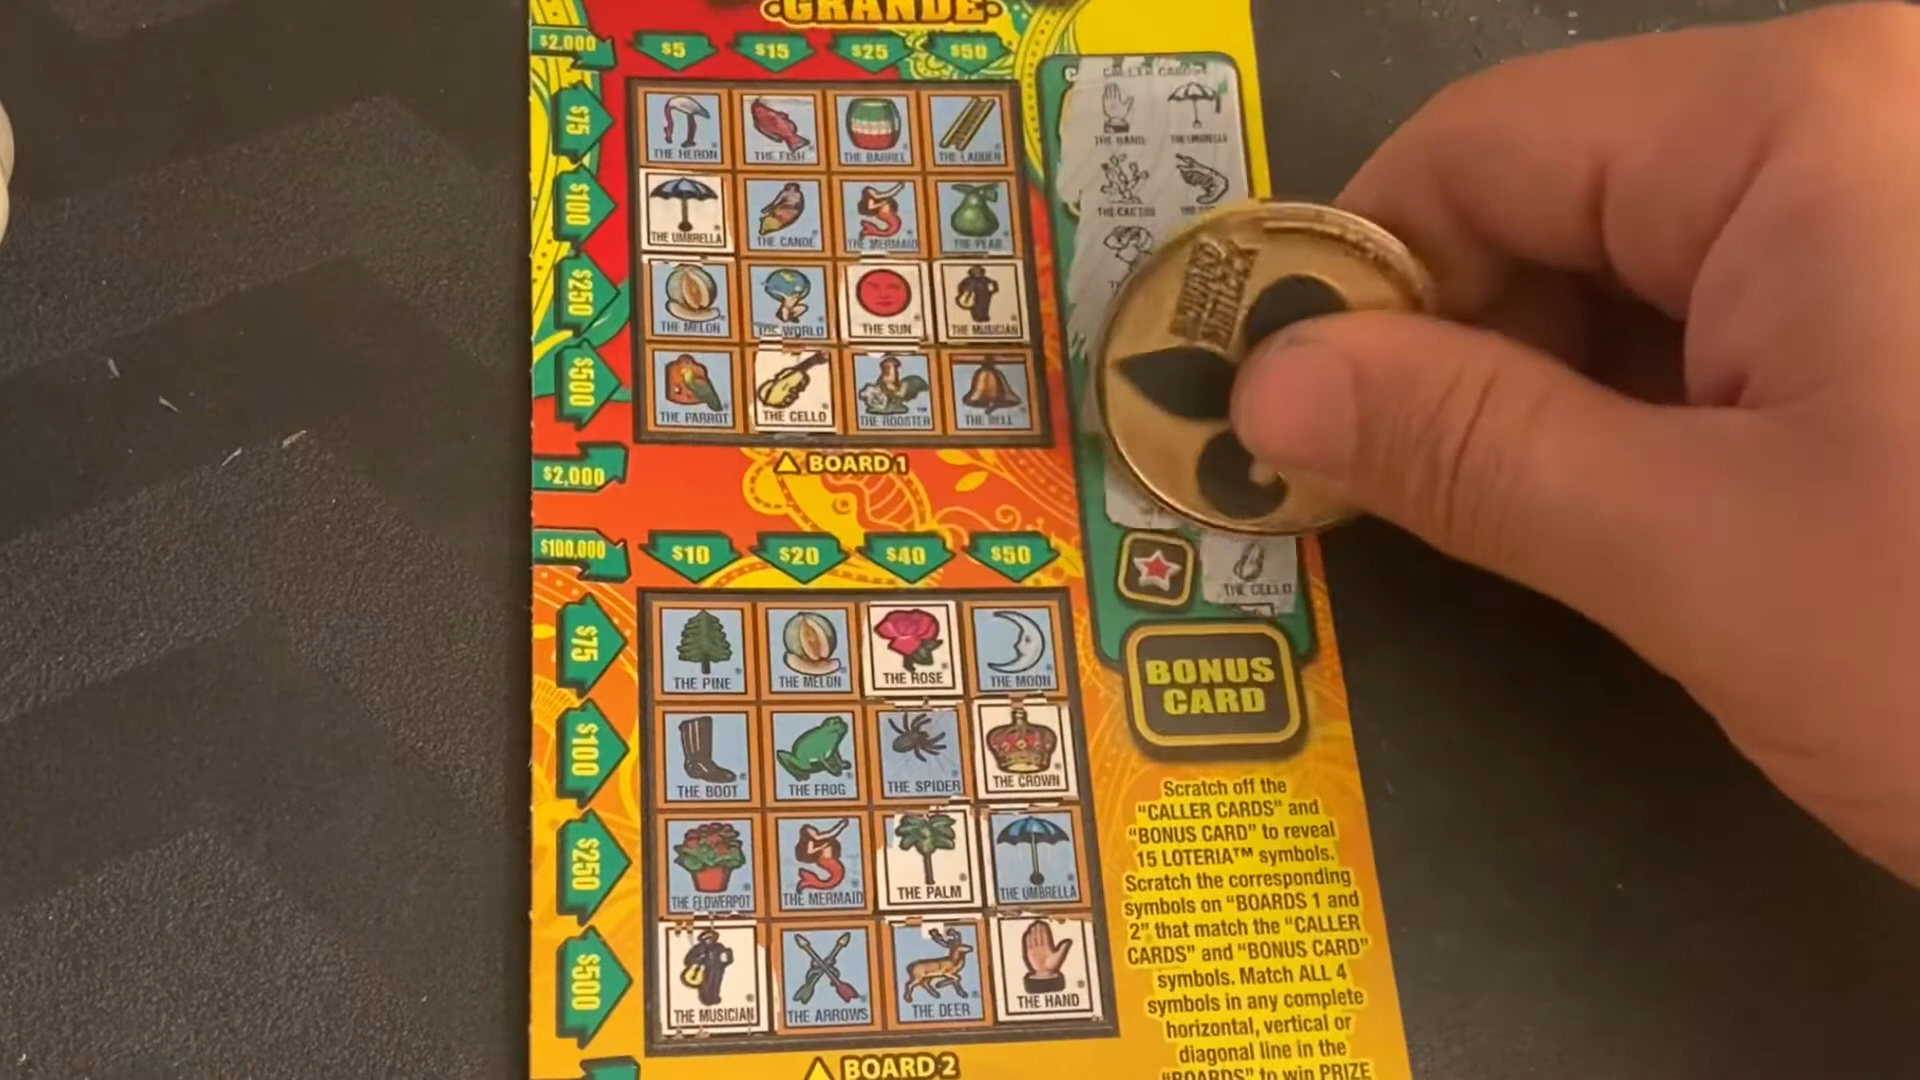 GRANDE
$2,000 $5 $15 $25 $50
$75
$100
$250
$500
$2,000
THE HERON THE FISH THE BARREL THE LADDER
THE UMBRELLA THE CANOE THE MERMAID THE PEAR
THE MELON THE WORLD THE SUN THE MUSICIAN
THE PARROT THE CELLO THE ROOSTER THE BELL
BOARD 1
CALLER CARDS
THE HAND THE UMBRELLA
THE CACTUS THE
THE CELLO
BONUS
CARD
$100,000 $10 $20 $40 $50
$75
$100
$250
$500
THE PINE THE MELON THE ROSE THE MOON
THE BOOT THE FROG THE SPIDER THE CROWN
THE FLOWERPOT THE MERMAID THE PALM THE UMBRELLA
THE MUSICIAN THE ARROWS THE DEER THE HAND
BOARD 2
Scratch off the
"CALLER CARDS" and
"BONUS CARD" to reveal
15 LOTERIA™ symbols.
Scratch the corresponding
symbols on "BOARDS 1 and
2" that match the "CALLER
CARDS" and "BONUS CARD"
symbols. Match ALL 4
symbols in any complete
horizontal, vertical or
diagonal line in the
"BOARDS" to win PRIZE